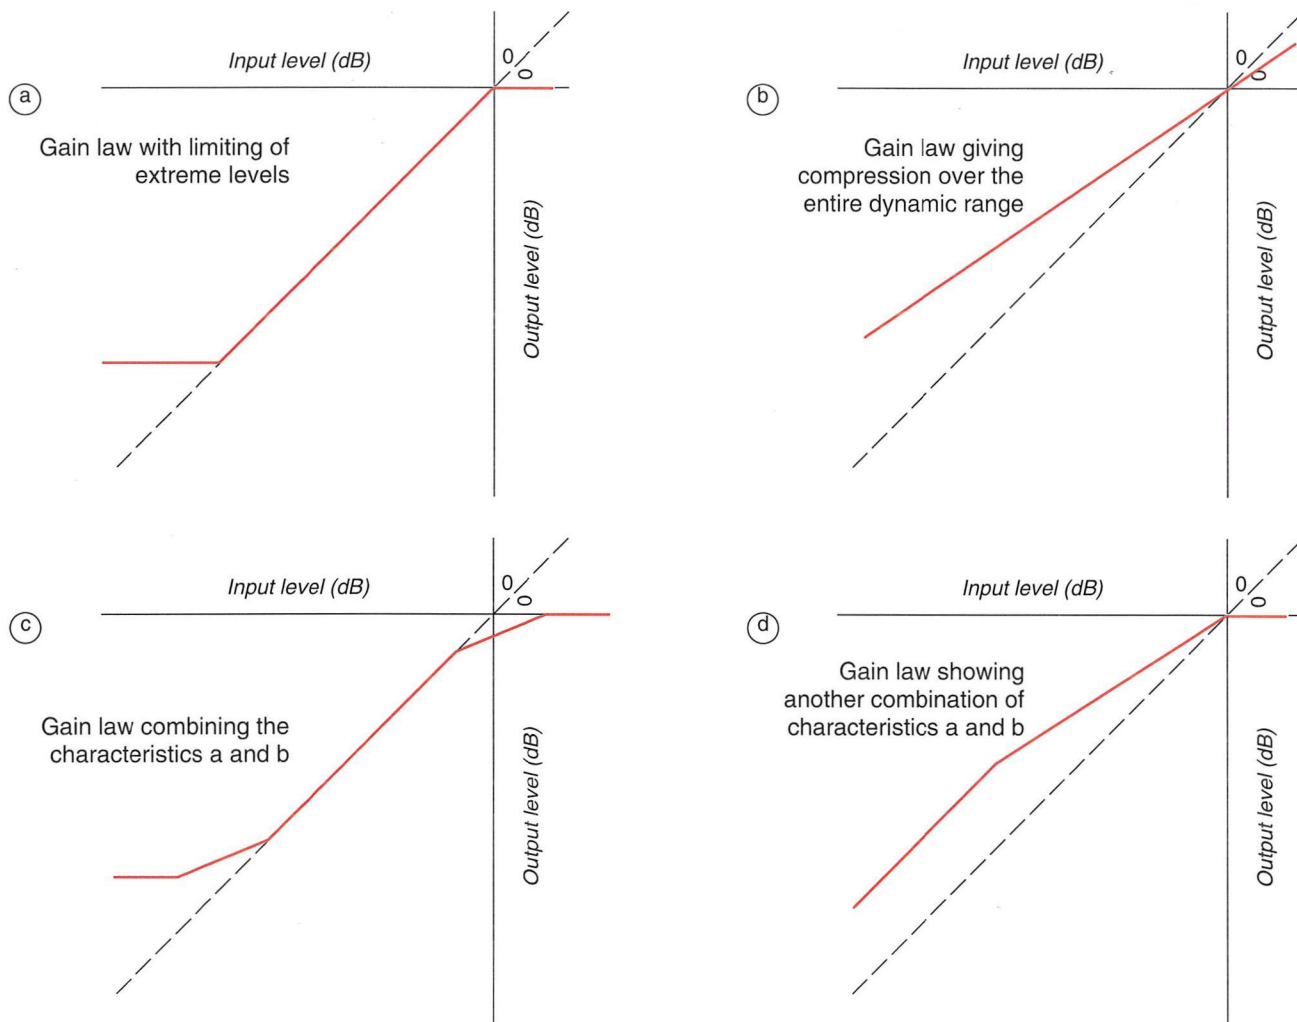 Input level (dB)
0
0
a
Gain law with limiting of
extreme levels
Output level (dB)
Input level (dB)
0
0
b
Gain law giving
compression over the
entire dynamic range
Output level (dB)
Input level (dB)
0
0
c
Gain law combining the
characteristics a and b
Output level (dB)
Input level (dB)
0
0
d
Gain law showing
another combination of
characteristics a and b
Output level (dB)